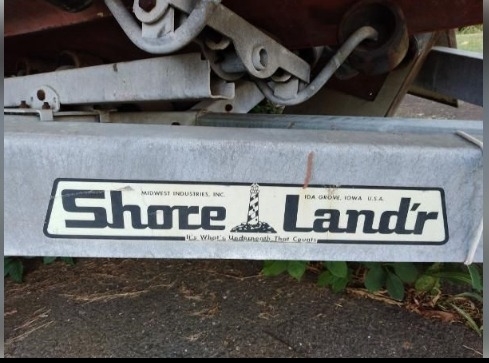 MIDWEST INDUSTRIES, INC. IDA GROVE, IOWA U.S.A.
Shore Land'r
It's What's Underneath That Counts